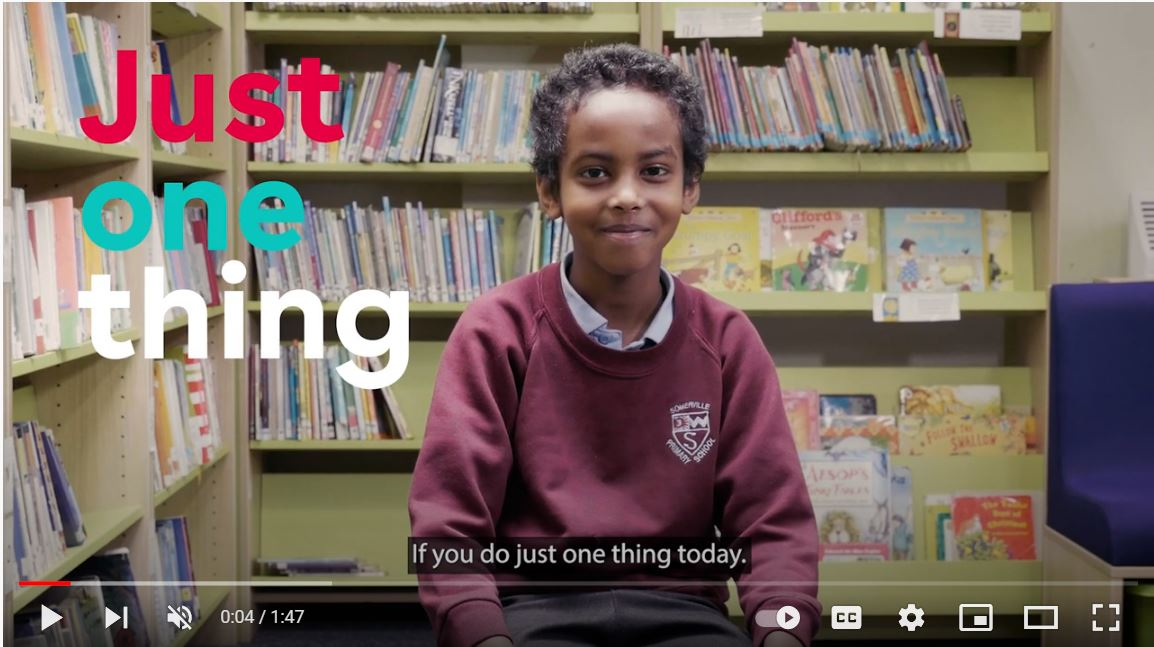 Just
one
thing
Clifford's
SOMERVILLE
S
PRIMARY SCHOOL
FOLLOW THE
SWALLOW
AESOP'S
If you do just one thing today.
0:04 / 1:47
CC